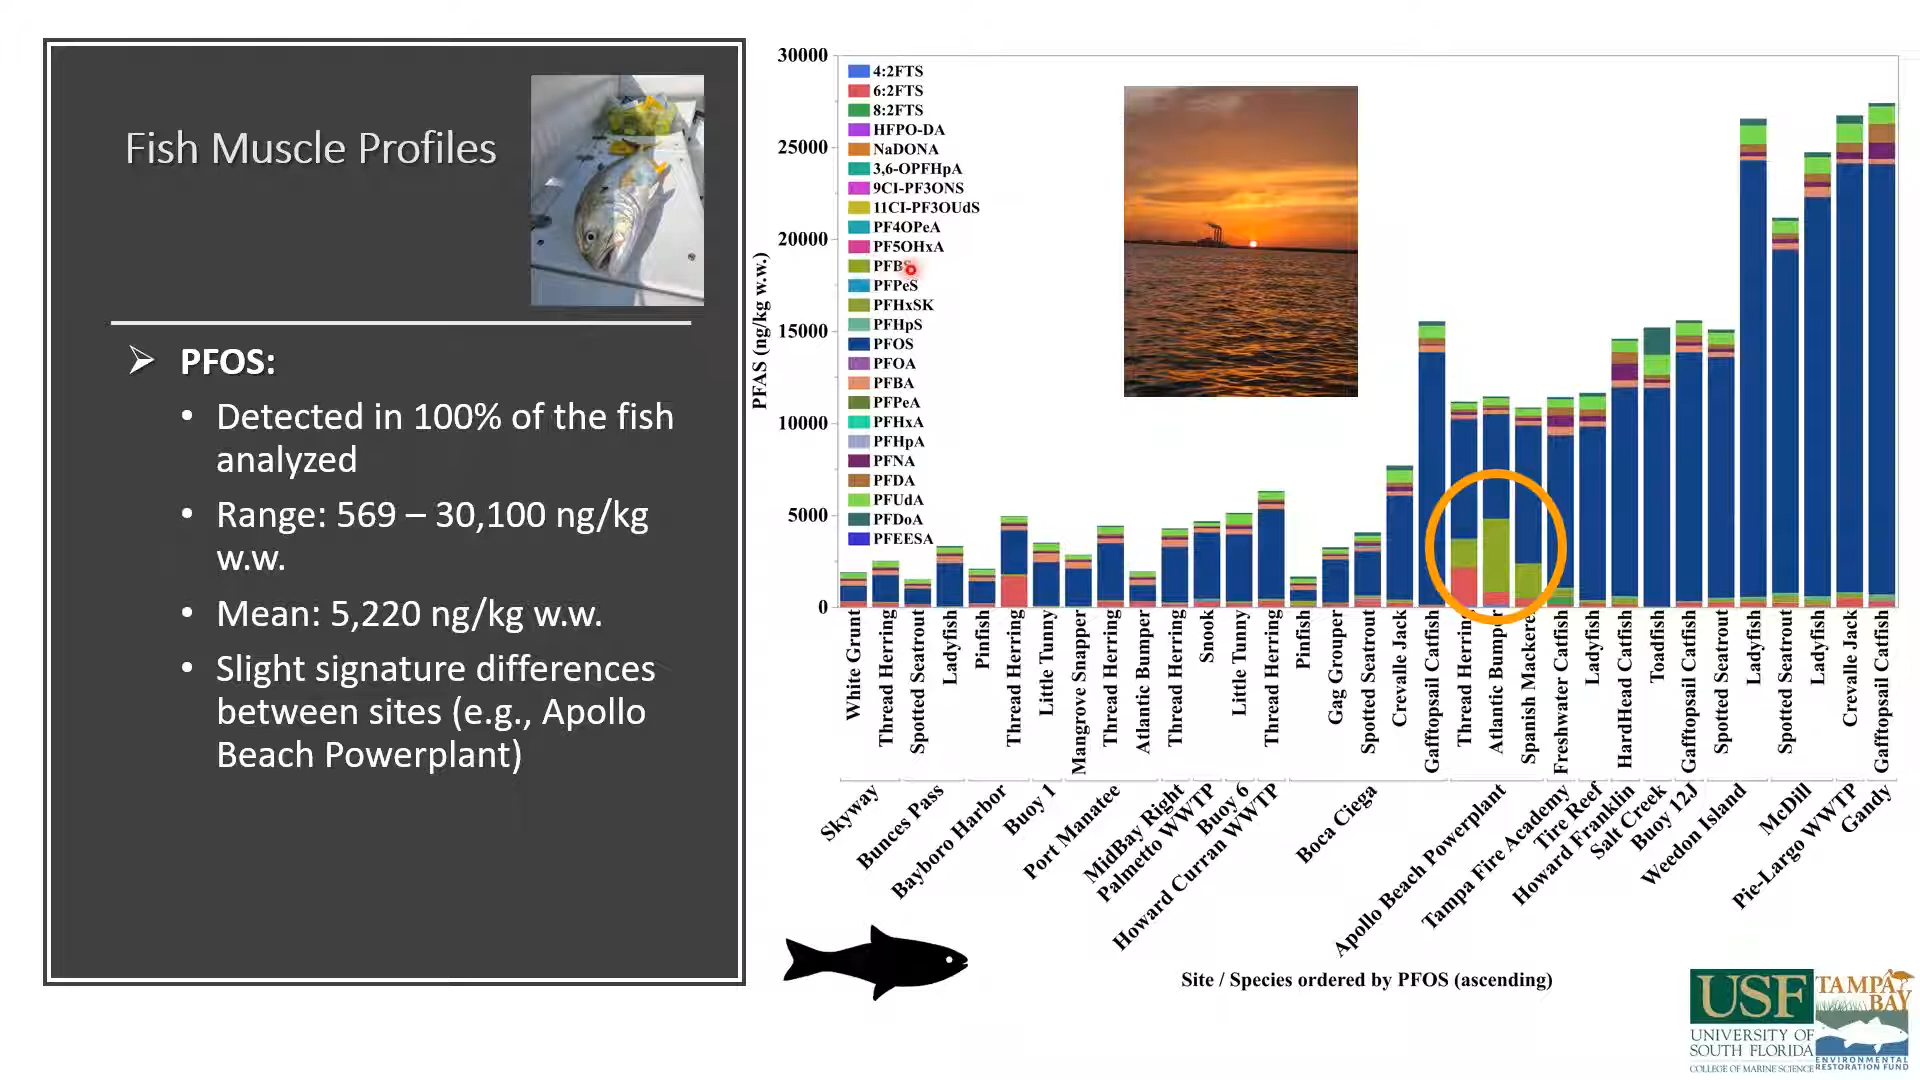 Fish Muscle Profiles
PFOS:
Detected in 100% of the fish
analyzed
Range: 569 – 30,100 ng/kg
w.w.
Mean: 5,220 ng/kg w.w.
Slight signature differences
between sites (e.g., Apollo
Beach Powerplant)
PFAS (ng/kg w.w.)
30000
25000
20000
15000
10000
5000
0
4:2FTS
6:2FTS
8:2FTS
HFPO-DA
NaDONA
3,6-OPFHpA
9CI-PF3ONS
11CI-PF3OUdS
PF4OPeA
PF5OHxA
PFBS
PFPeS
PFHxSK
PFHpS
PFOS
PFOA
PFBA
PFPeA
PFHxA
PFHpA
PFNA
PFDA
PFUdA
PFDoA
PFEESA
White Grunt
Thread Herring
Spotted Seatrout
Ladyfish
Pinfish
Thread Herring
Little Tunny
Mangrove Snapper
Thread Herring
Atlantic Bumper
Thread Herring
Snook
Little Tunny
Thread Herring
Pinfish
Gag Grouper
Spotted Seatrout
Crevalle Jack
Gafftopsail Catfish
Thread Herring
Atlantic Bumper
Spanish Mackerel
Freshwater Catfish
Ladyfish
HardHead Catfish
Toadfish
Gafftopsail Catfish
Spotted Seatrout
Ladyfish
Spotted Seatrout
Ladyfish
Crevalle Jack
Gafftopsail Catfish
Skyway
Bunces Pass
Bayboro Harbor
Buoy 1
Port Manatee
MidBay Right
Palmetto WWTP
Buoy 6
Howard Curran WWTP
Boca Ciega
Apollo Beach Powerplant
Tampa Fire Academy
Tire Reef
Howard Franklin
Salt Creek
Buoy 12J
Weedon Island
McDill
Pie-Largo WWTP
Gandy
Site / Species ordered by PFOS (ascending)
USF
UNIVERSITY OF
SOUTH FLORIDA
COLLEGE OF MARINE SCIENCE
TAMPA
BAY
ENVIRONMENTAL
RESTORATION FUND